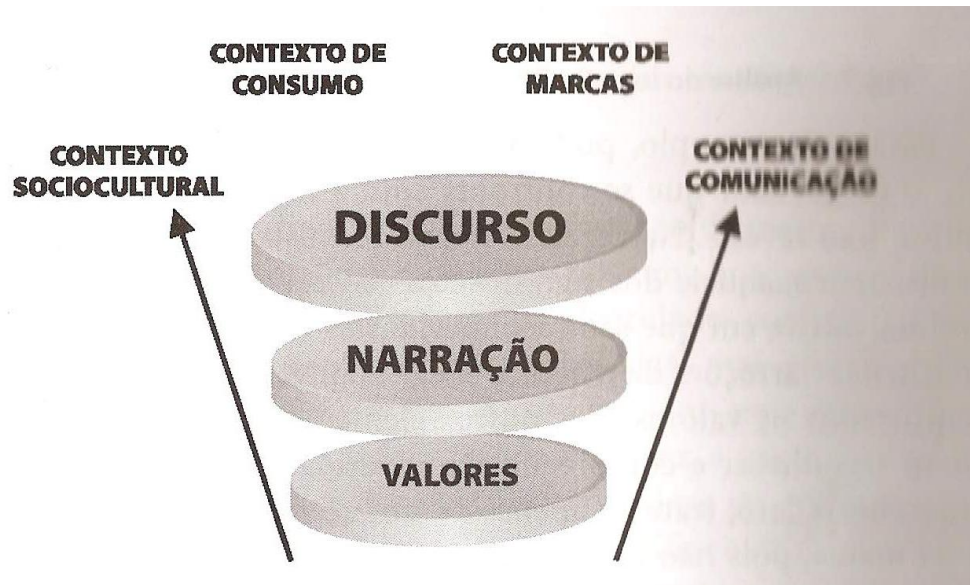 CONTEXTO DE
CONSUMO
CONTEXTO DE
MARCAS
CONTEXTO
SOCIOCULTURAL
CONTEXTO DE
COMUNICAÇÃO
DISCURSO
NARRAÇÃO
VALORES